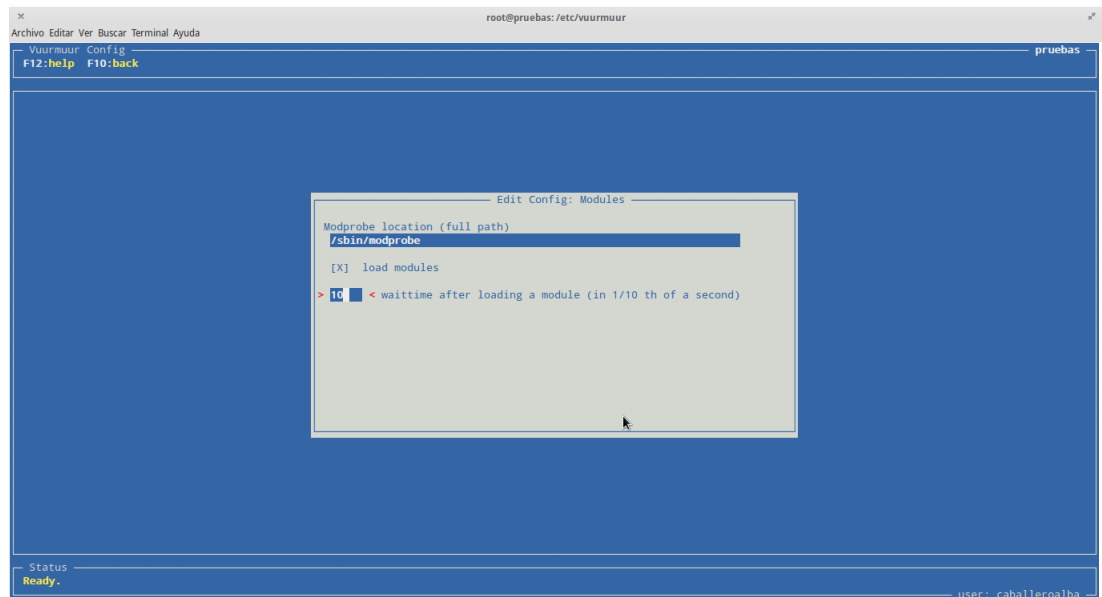 root@pruebas: /etc/vuurmuur
Archivo Editar Ver Buscar Terminal Ayuda
Vuurmuur Config pruebas
F12:help F10:back
Edit Config: Modules
Modprobe location (full path)
/sbin/modprobe
[X] load modules
> 10 < waittime after loading a module (in 1/10 th of a second)
Status
Ready.
user: caballeroalba